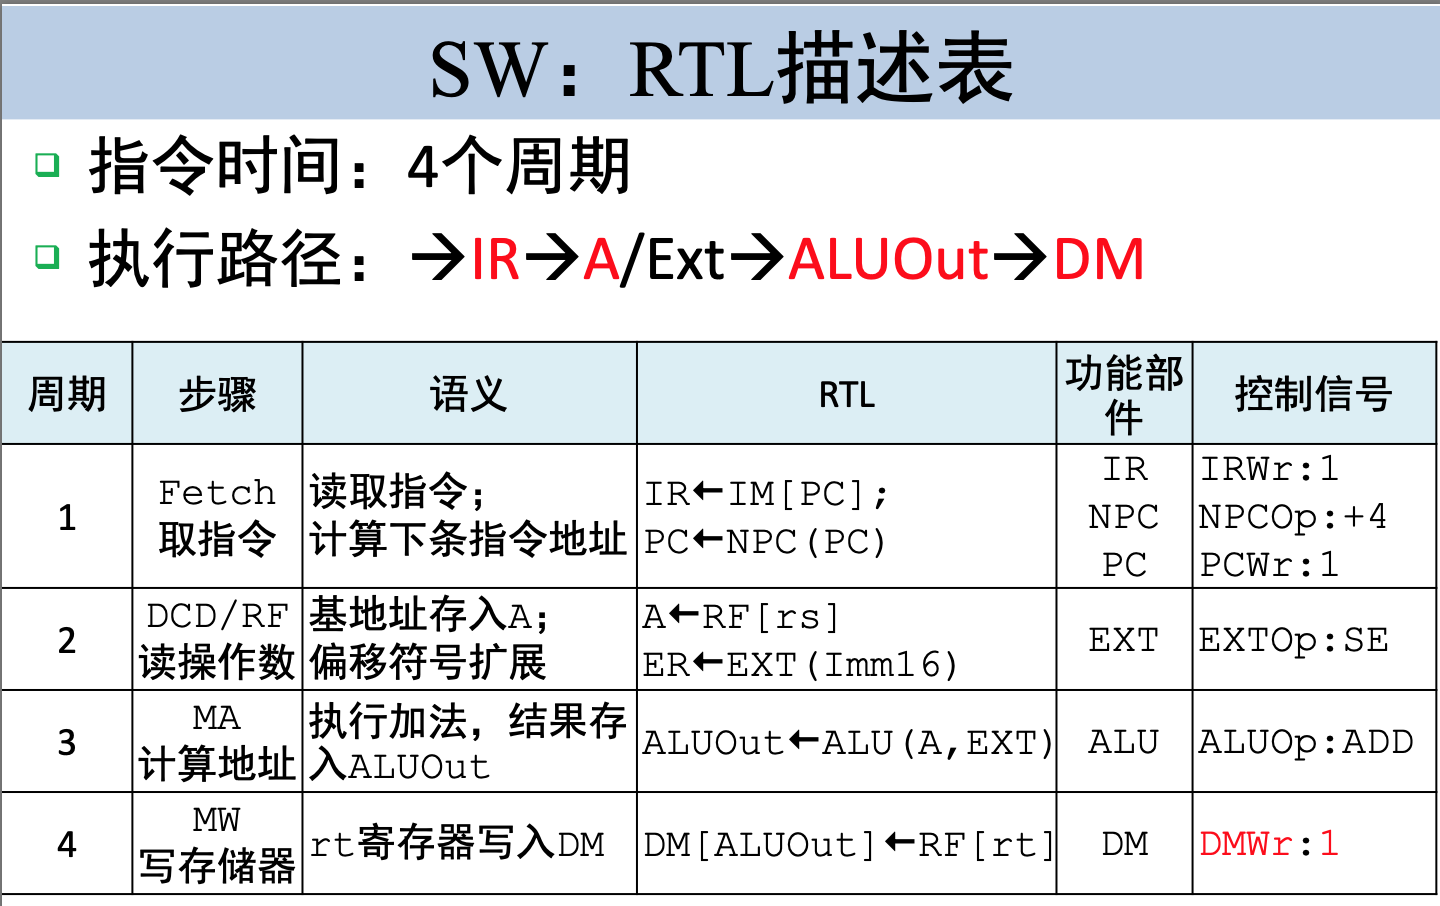 SW：RTL描述表
指令时间：4个周期
执行路径：→IR→A/Ext→ALUOut→DM
周期 步骤 语义 RTL 功能部件 控制信号
1
Fetch
取指令
读取指令；
计算下条指令地址
IR←IM[PC];
PC←NPC(PC)
IR
NPC
PC
IRWr:1
NPCOp:+4
PCWr:1
2
DCD/RF
读操作数
基地址存入A；
偏移符号扩展
A←RF[rs]
ER←EXT(Imm16)
EXT
EXTOp:SE
3
MA
计算地址
执行加法，结果存
入ALUOut
ALUOut←ALU(A,EXT)
ALU
ALUOp:ADD
4
MW
写存储器
rt寄存器写入DM
DM[ALUOut]←RF[rt]
DM
DMWr:1